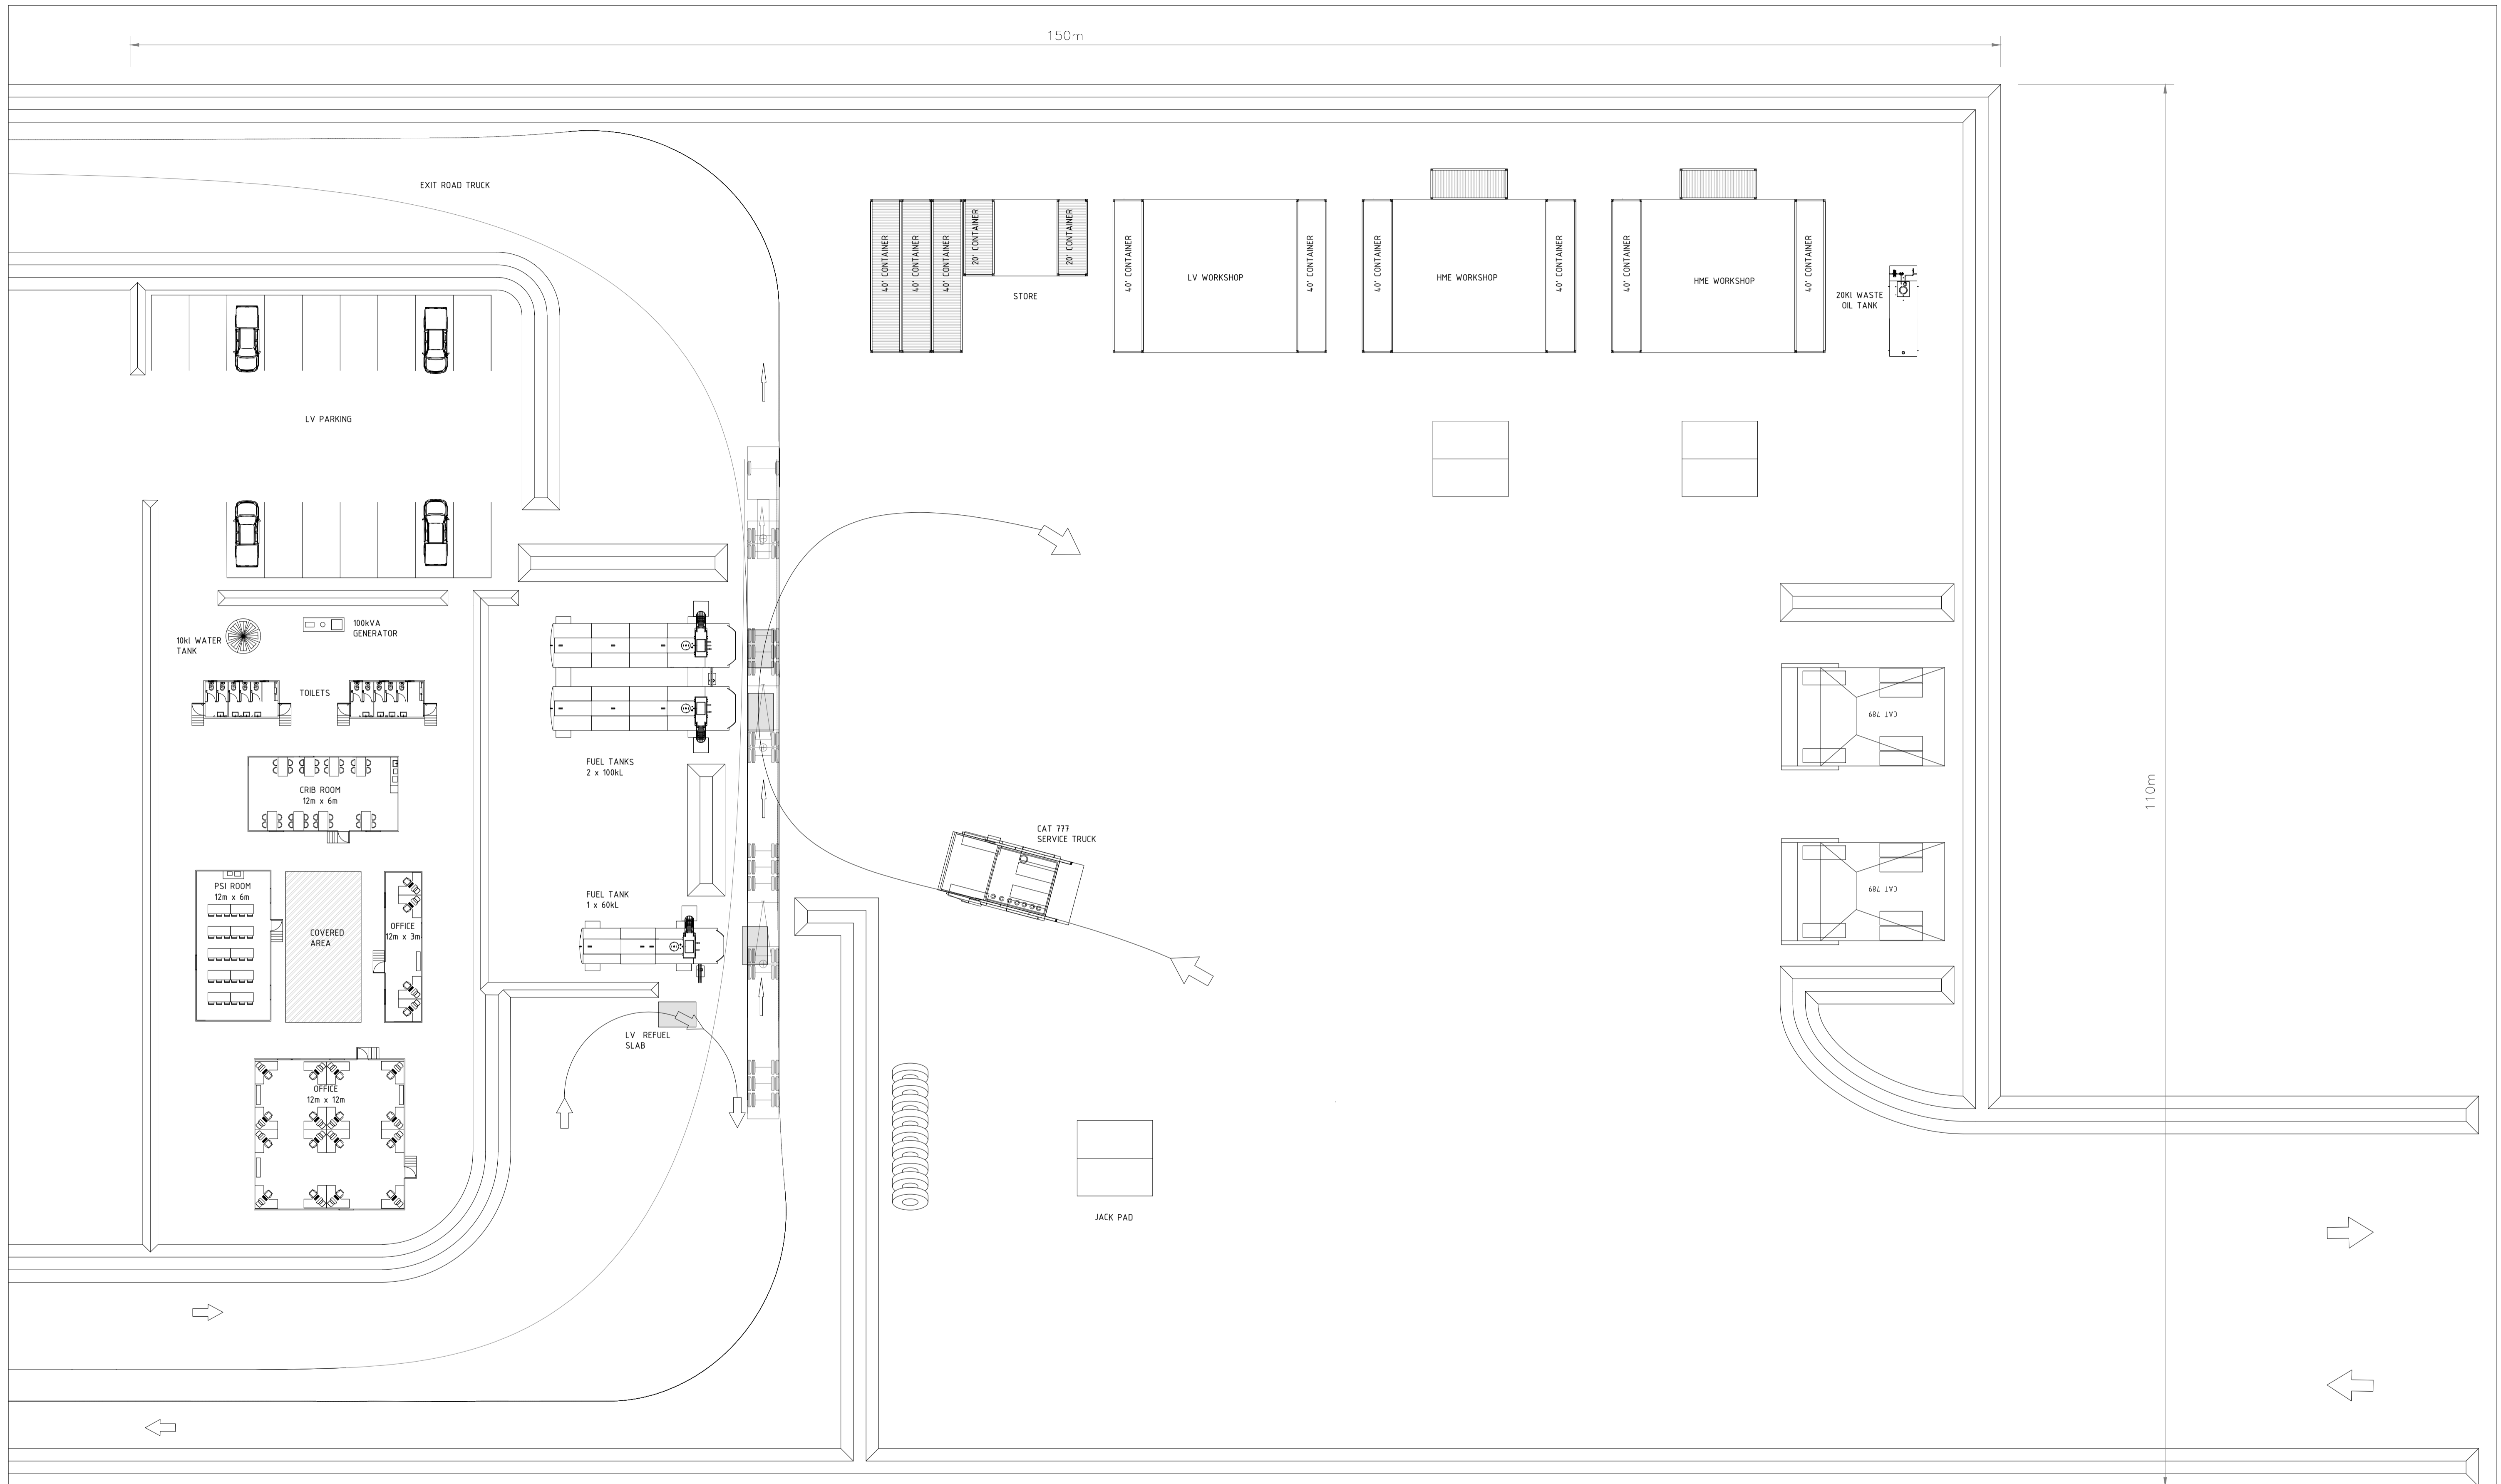 150m
EXIT ROAD TRUCK
40' CONTAINER
40' CONTAINER
40' CONTAINER
20' CONTAINER
20' CONTAINER
STORE
40' CONTAINER
LV WORKSHOP
40' CONTAINER
40' CONTAINER
HME WORKSHOP
40' CONTAINER
40' CONTAINER
HME WORKSHOP
40' CONTAINER
20Kl WASTE
OIL TANK
LV PARKING
10kl WATER
TANK
100kVA
GENERATOR
TOILETS
FUEL TANKS
2 x 100kL
CRIB ROOM
12m x 6m
CAT 789
110m
CAT 777
SERVICE TRUCK
PSI ROOM
12m x 6m
COVERED
AREA
OFFICE
12m x 3m
FUEL TANK
1 x 60kL
CAT 789
LV REFUEL
SLAB
OFFICE
12m x 12m
JACK PAD